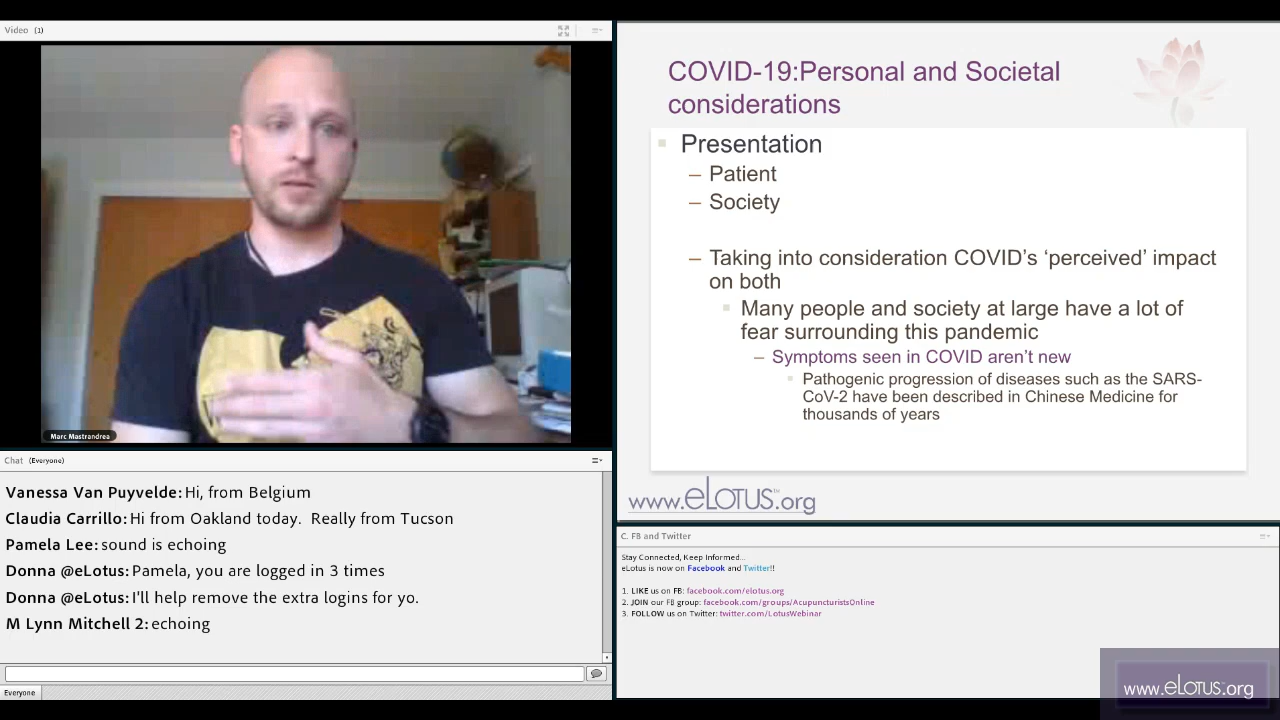 Video (1)
Marc Mastrandrea
Chat (Everyone)
Vanessa Van Puyvelde: Hi, from Belgium
Claudia Carrillo: Hi from Oakland today.  Really from Tucson
Pamela Lee: sound is echoing
Donna @eLotus: Pamela, you are logged in 3 times
Donna @eLotus: I'll help remove the extra logins for yo.
M Lynn Mitchell 2: echoing
Everyone
COVID-19:Personal and Societal
considerations
Presentation
– Patient
– Society
– Taking into consideration COVID's 'perceived' impact
on both
Many people and society at large have a lot of
fear surrounding this pandemic
– Symptoms seen in COVID aren't new
Pathogenic progression of diseases such as the SARS-
CoV-2 have been described in Chinese Medicine for
thousands of years
www.eLOTUS.org
C. FB and Twitter
Stay Connected, Keep Informed...
eLotus is now on Facebook and Twitter!!
1. LIKE us on FB: facebook.com/elotus.org
2. JOIN our FB group: facebook.com/groups/AcupuncturistsOnline
3. FOLLOW us on Twitter: twitter.com/LotusWebinar
www.eLOTUS.org